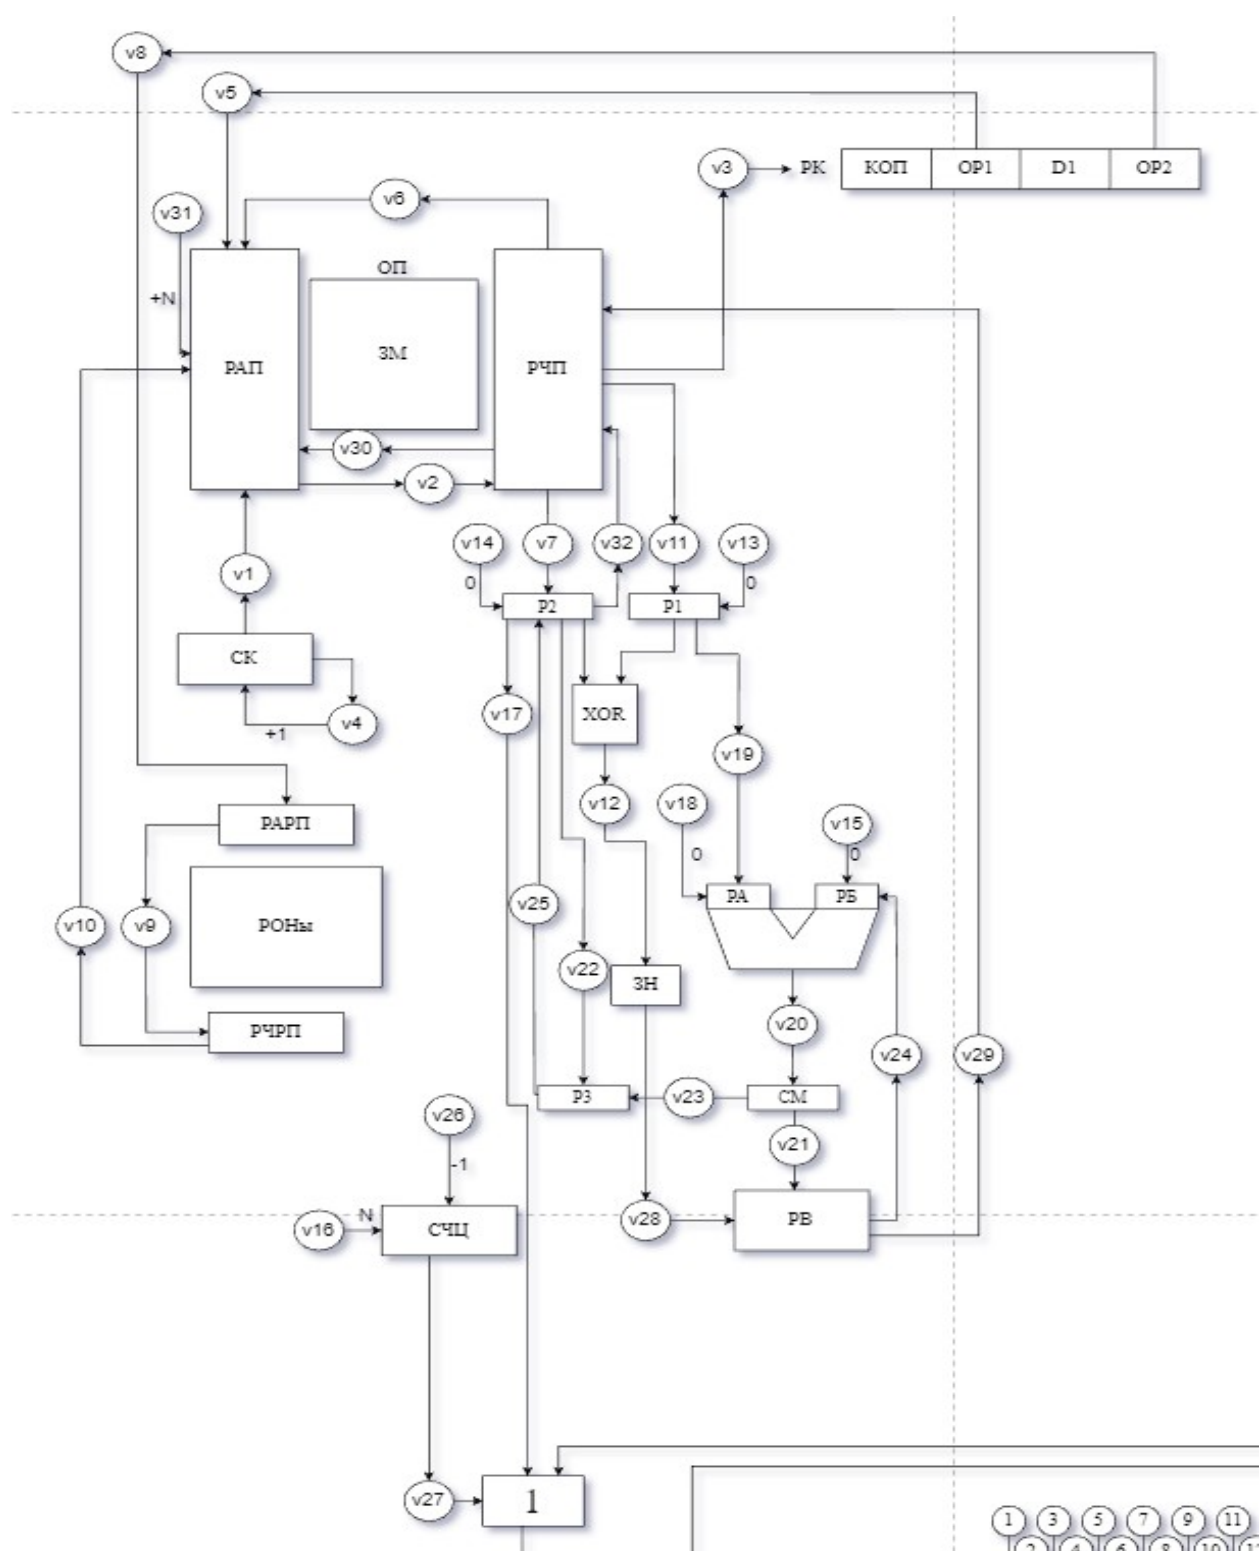 v8
v5
v3 РК КОП ОР1 D1 ОР2
v6
v31
ОП
+N
РАП ЗМ РЧП
v30
v2
v14 v7 v32 v11 v13
v1 0 0
Р2 Р1
СК
v17 XOR
v4
+1
v19
v12 v18
РАРП v15
0 0
v25 РА РБ
v10 v9 РОНы
v22
ЗН
v20
РЧРП
v24 v29
Р3 v23 СМ
v26
v21
-1
N
v16 СЧЦ v28 РВ
v27 1
1 3 5 7 9 11
2 4 6 8 10